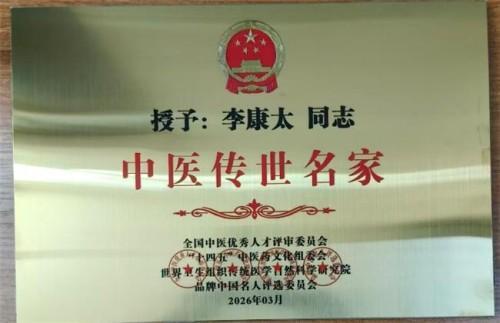 授予：李康太 同志
中医传世名家
全国中医优秀人才评审委员会
十四五”中医药文化组委会
世界卫生组织传统医学自然科学研究院
品牌中国名人评选委员会
2026年03月